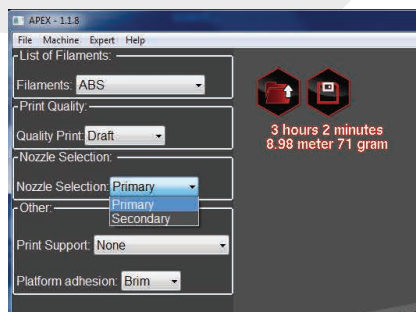 APEX - 1.1.8
File Machine Expert Help
List of Filaments:
Filaments: ABS
Print Quality:
Quality Print: Draft
Nozzle Selection:
Nozzle Selection: Primary
Primary
Secondary
Other:
Print Support: None
Platform adhesion: Brim
3 hours 2 minutes
8.98 meter 71 gram